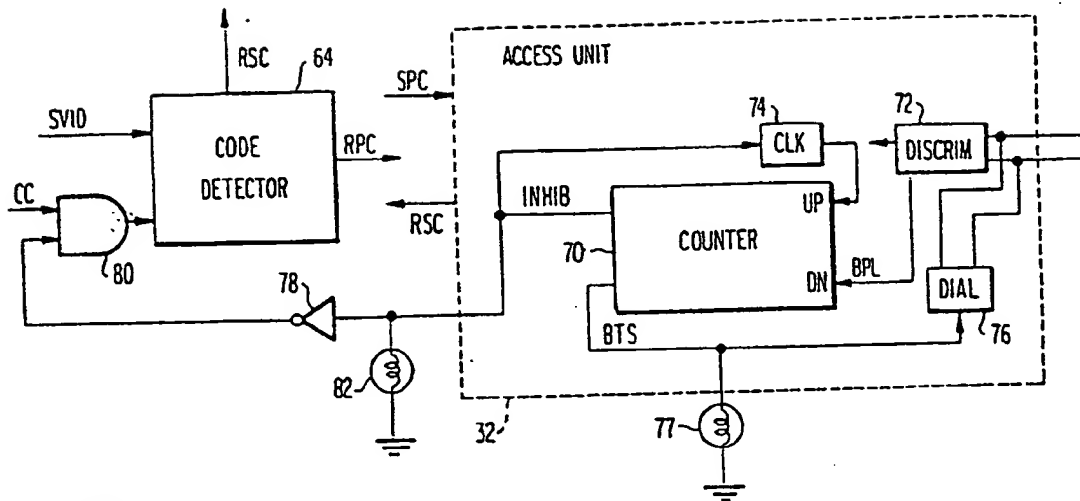 RSC
64
SVID
CODE
DETECTOR
RPC
CC
80
78
82
SPC
RSC
ACCESS UNIT
74
CLK
72
DISCRIM
INHIB
UP
70
COUNTER
DN
BPL
DIAL
76
BTS
32
77